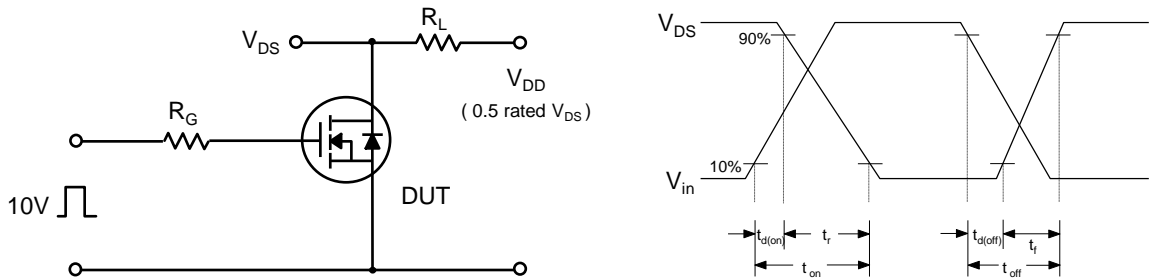 V_DS
R_L
V_DD
( 0.5 rated V_DS )
R_G
DUT
10V
V_DS
90%
10%
V_in
t_d(on)
t_r
t_on
t_d(off)
t_f
t_off